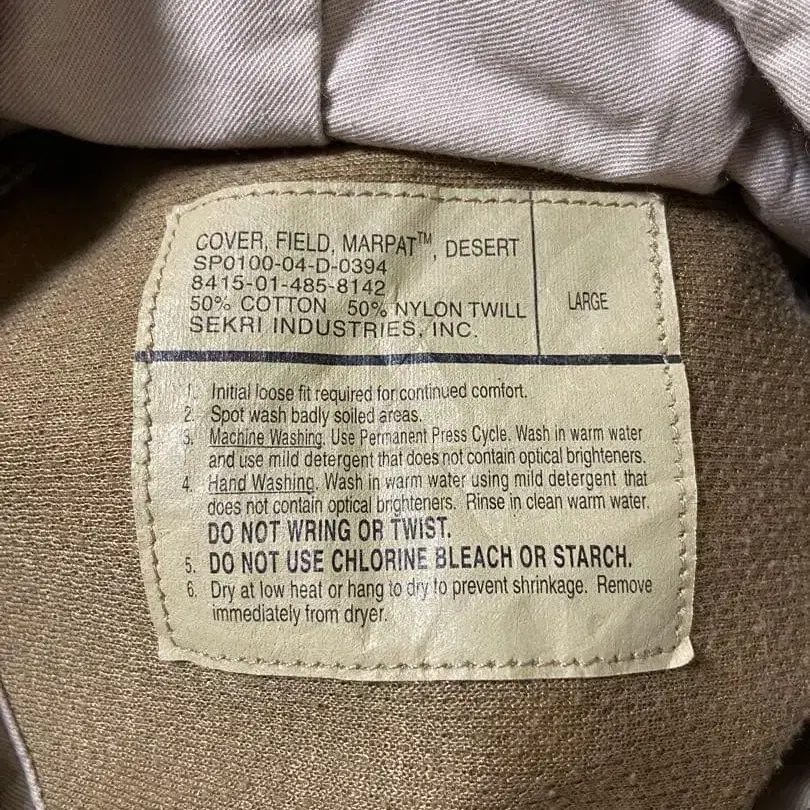 COVER, FIELD, MARPAT™, DESERT
SP0100-04-D-0394
8415-01-485-8142
50% COTTON 50% NYLON TWILL
SEKRI INDUSTRIES, INC.
LARGE
1. Initial loose fit required for continued comfort.
2. Spot wash badly soiled areas.
3. Machine Washing. Use Permanent Press Cycle. Wash in warm water
and use mild detergent that does not contain optical brighteners.
4. Hand Washing. Wash in warm water using mild detergent that
does not contain optical brighteners. Rinse in clean warm water.
DO NOT WRING OR TWIST.
5. DO NOT USE CHLORINE BLEACH OR STARCH.
6. Dry at low heat or hang to dry to prevent shrinkage. Remove
immediately from dryer.